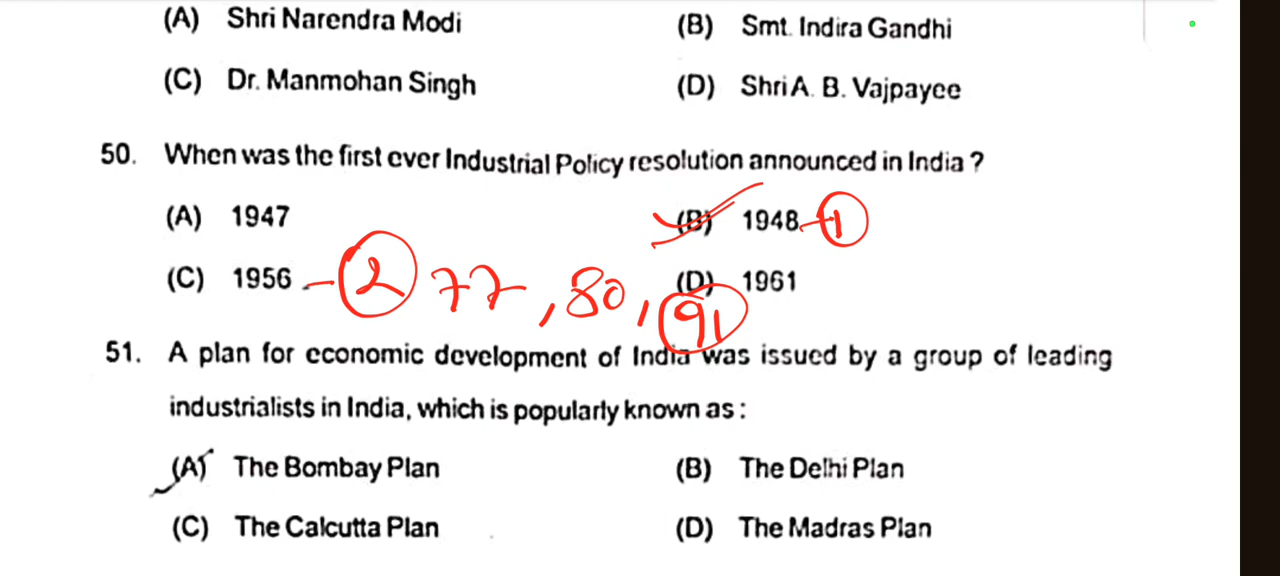 (A) Shri Narendra Modi (B) Smt. Indira Gandhi
(C) Dr. Manmohan Singh (D) Shri A. B. Vajpayee
50. When was the first ever Industrial Policy resolution announced in India ?
(A) 1947 (B) 1948 - 1
(C) 1956 - 2 77, 80, 91 (D) 1961
51. A plan for economic development of India was issued by a group of leading
industrialists in India, which is popularly known as :
(A) The Bombay Plan (B) The Delhi Plan
(C) The Calcutta Plan (D) The Madras Plan